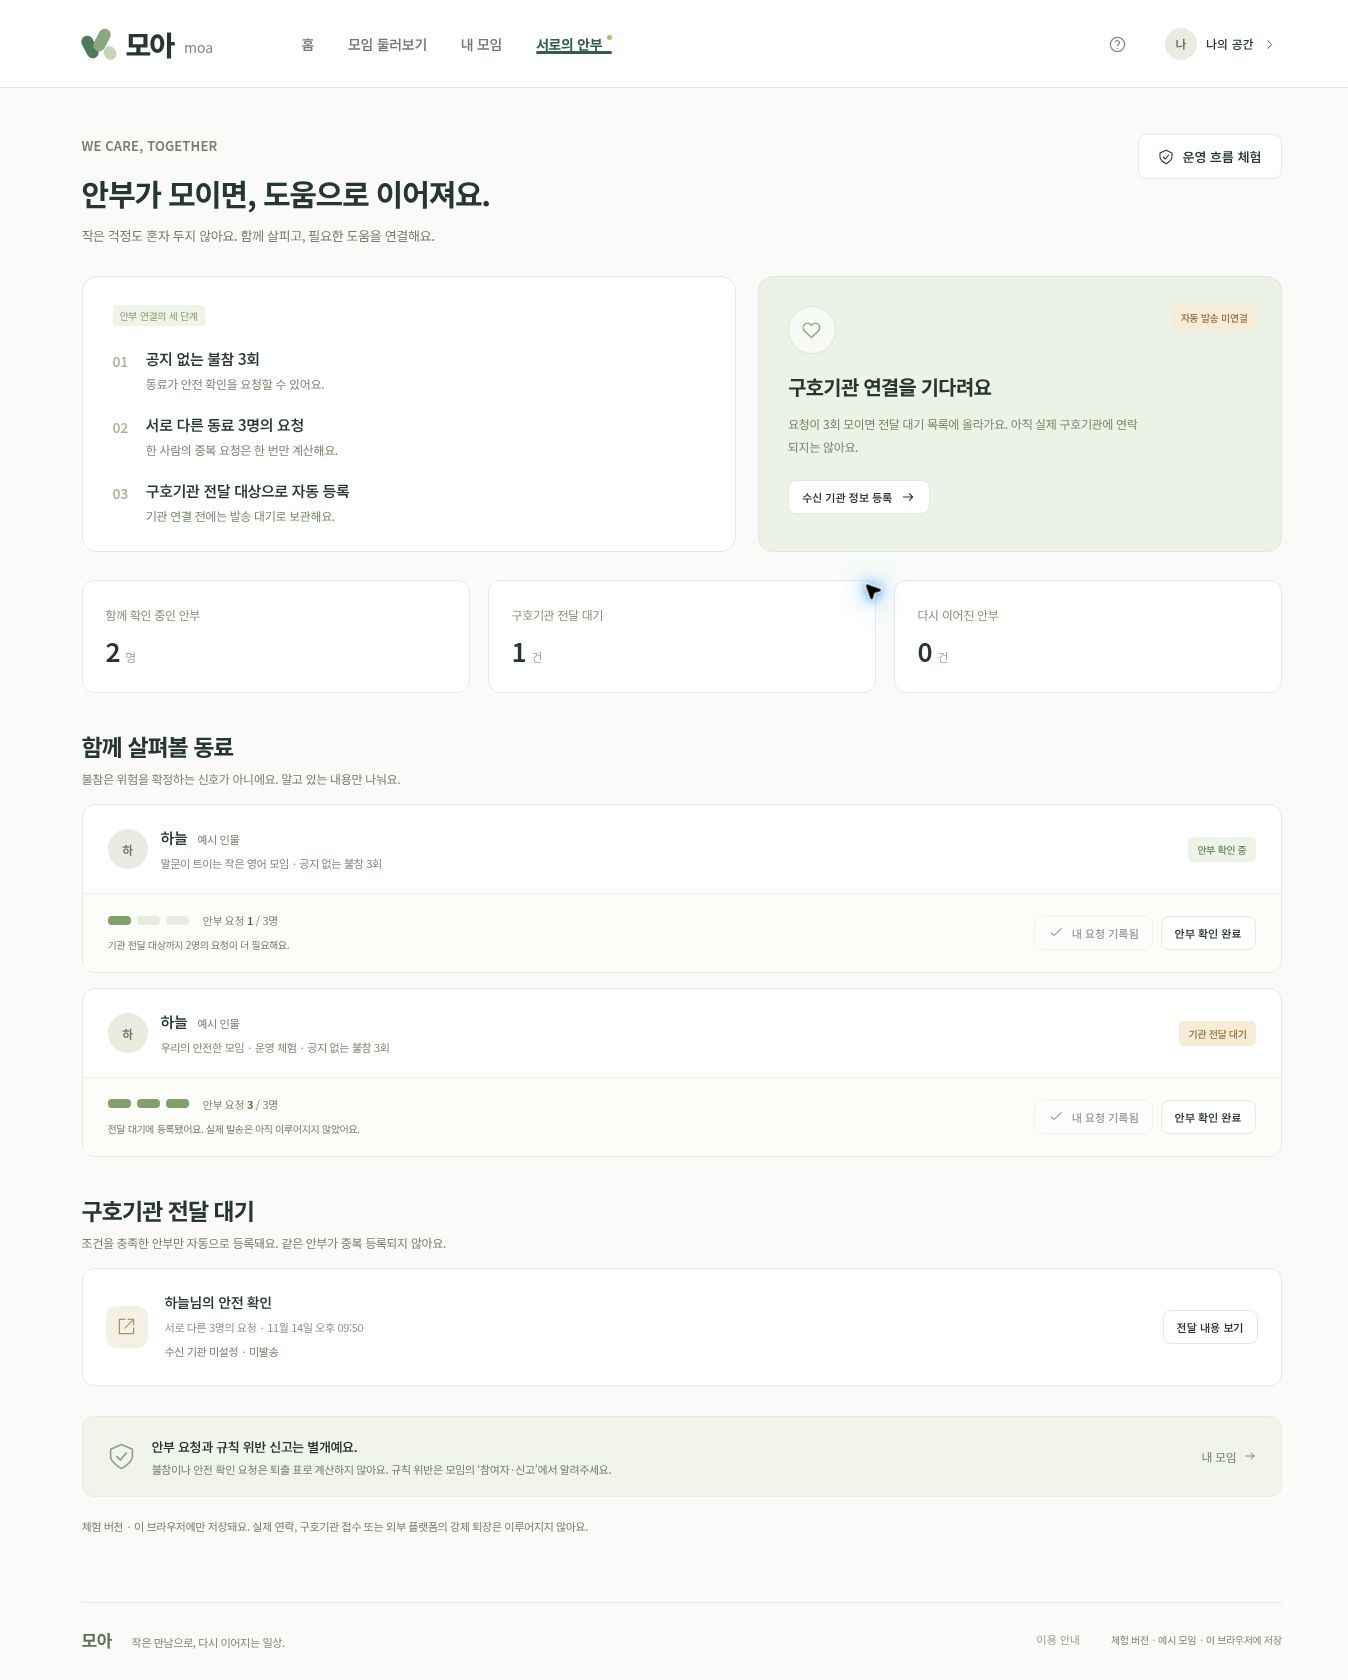 모아 moa
홈
모임 둘러보기
내 모임
서로의 안부
나
나의 공간
WE CARE, TOGETHER
운영 흐름 체험
안부가 모이면, 도움으로 이어져요.
작은 걱정도 혼자 두지 않아요. 함께 살피고, 필요한 도움을 연결해요.
안부 연결의 세 단계
01 공지 없는 불참 3회
동료가 안전 확인을 요청할 수 있어요.
02 서로 다른 동료 3명의 요청
한 사람의 중복 요청은 한 번만 계산해요.
03 구호기관 전달 대상으로 자동 등록
기관 연결 전에는 발송 대기로 보관해요.
자동 발송 미연결
구호기관 연결을 기다려요
요청이 3회 모이면 전달 대기 목록에 올라가요. 아직 실제 구호기관에 연락
되지는 않아요.
수신 기관 정보 등록
함께 확인 중인 안부
2 명
구호기관 전달 대기
1 건
다시 이어진 안부
0 건
함께 살펴볼 동료
불참은 위험을 확정하는 신호가 아니에요. 알고 있는 내용만 나눠요.
하
하늘 예시 인물
말문이 트이는 작은 영어 모임 · 공지 없는 불참 3회
안부 확인 중
안부 요청 1 / 3명
기관 전달 대상까지 2명의 요청이 더 필요해요.
내 요청 기록됨
안부 확인 완료
하
하늘 예시 인물
우리의 안전한 모임 · 운영 체험 · 공지 없는 불참 3회
기관 전달 대기
안부 요청 3 / 3명
전달 대기에 등록됐어요. 실제 발송은 아직 이루어지지 않았어요.
내 요청 기록됨
안부 확인 완료
구호기관 전달 대기
조건을 충족한 안부만 자동으로 등록돼요. 같은 안부가 중복 등록되지 않아요.
하늘님의 안전 확인
서로 다른 3명의 요청 · 11월 14일 오후 09:50
수신 기관 미설정 · 미발송
전달 내용 보기
안부 요청과 규칙 위반 신고는 별개예요.
불참이나 안전 확인 요청은 퇴출 표로 계산하지 않아요. 규칙 위반은 모임의 ‘참여자·신고’에서 알려주세요.
내 모임
체험 버전 · 이 브라우저에만 저장돼요. 실제 연락, 구호기관 접수 또는 외부 플랫폼의 강제 퇴장은 이루어지지 않아요.
모아 작은 만남으로, 다시 이어지는 일상.
이용 안내
체험 버전 · 예시 모임 · 이 브라우저에 저장